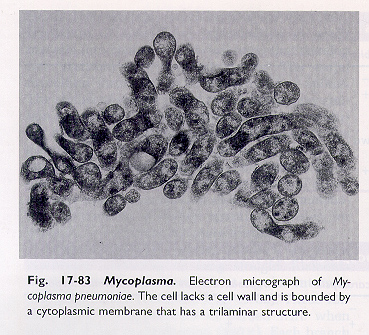 Fig. 17-83 Mycoplasma. Electron micrograph of My-
coplasma pneumoniae. The cell lacks a cell wall and is bounded by
a cytoplasmic membrane that has a trilaminar structure.